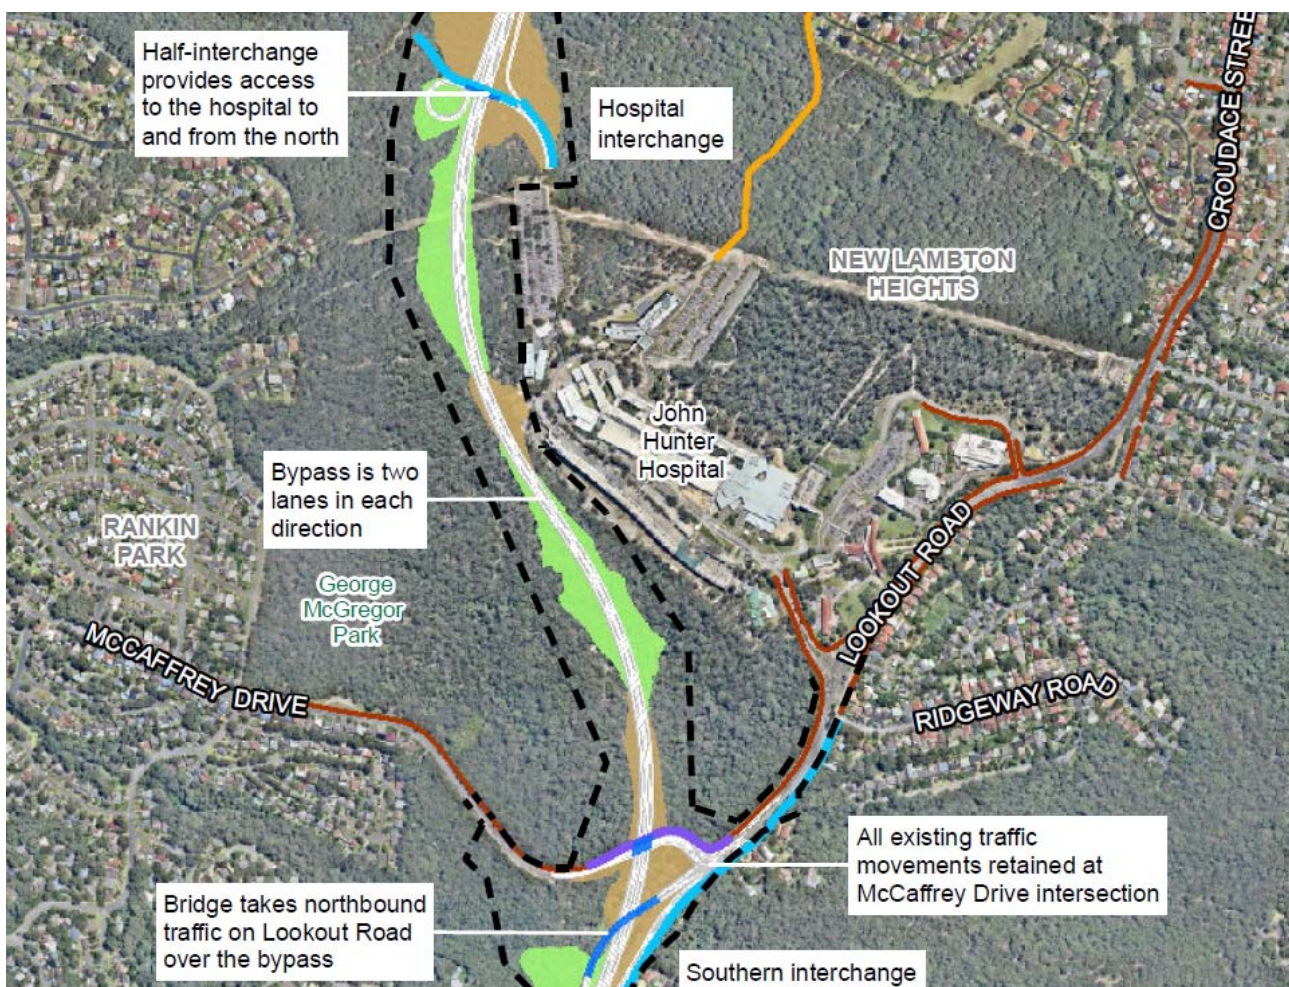 Half-interchange
provides access
to the hospital to
and from the north
Hospital
interchange
CROUDACE STREET
NEW LAMBTON
HEIGHTS
John
Hunter
Hospital
Bypass is two
lanes in each
direction
RANKIN
PARK
George
McGregor
Park
LOOKOUT ROAD
MCCAFFREY DRIVE
RIDGEWAY ROAD
All existing traffic
movements retained at
McCaffrey Drive intersection
Bridge takes northbound
traffic on Lookout Road
over the bypass
Southern interchange